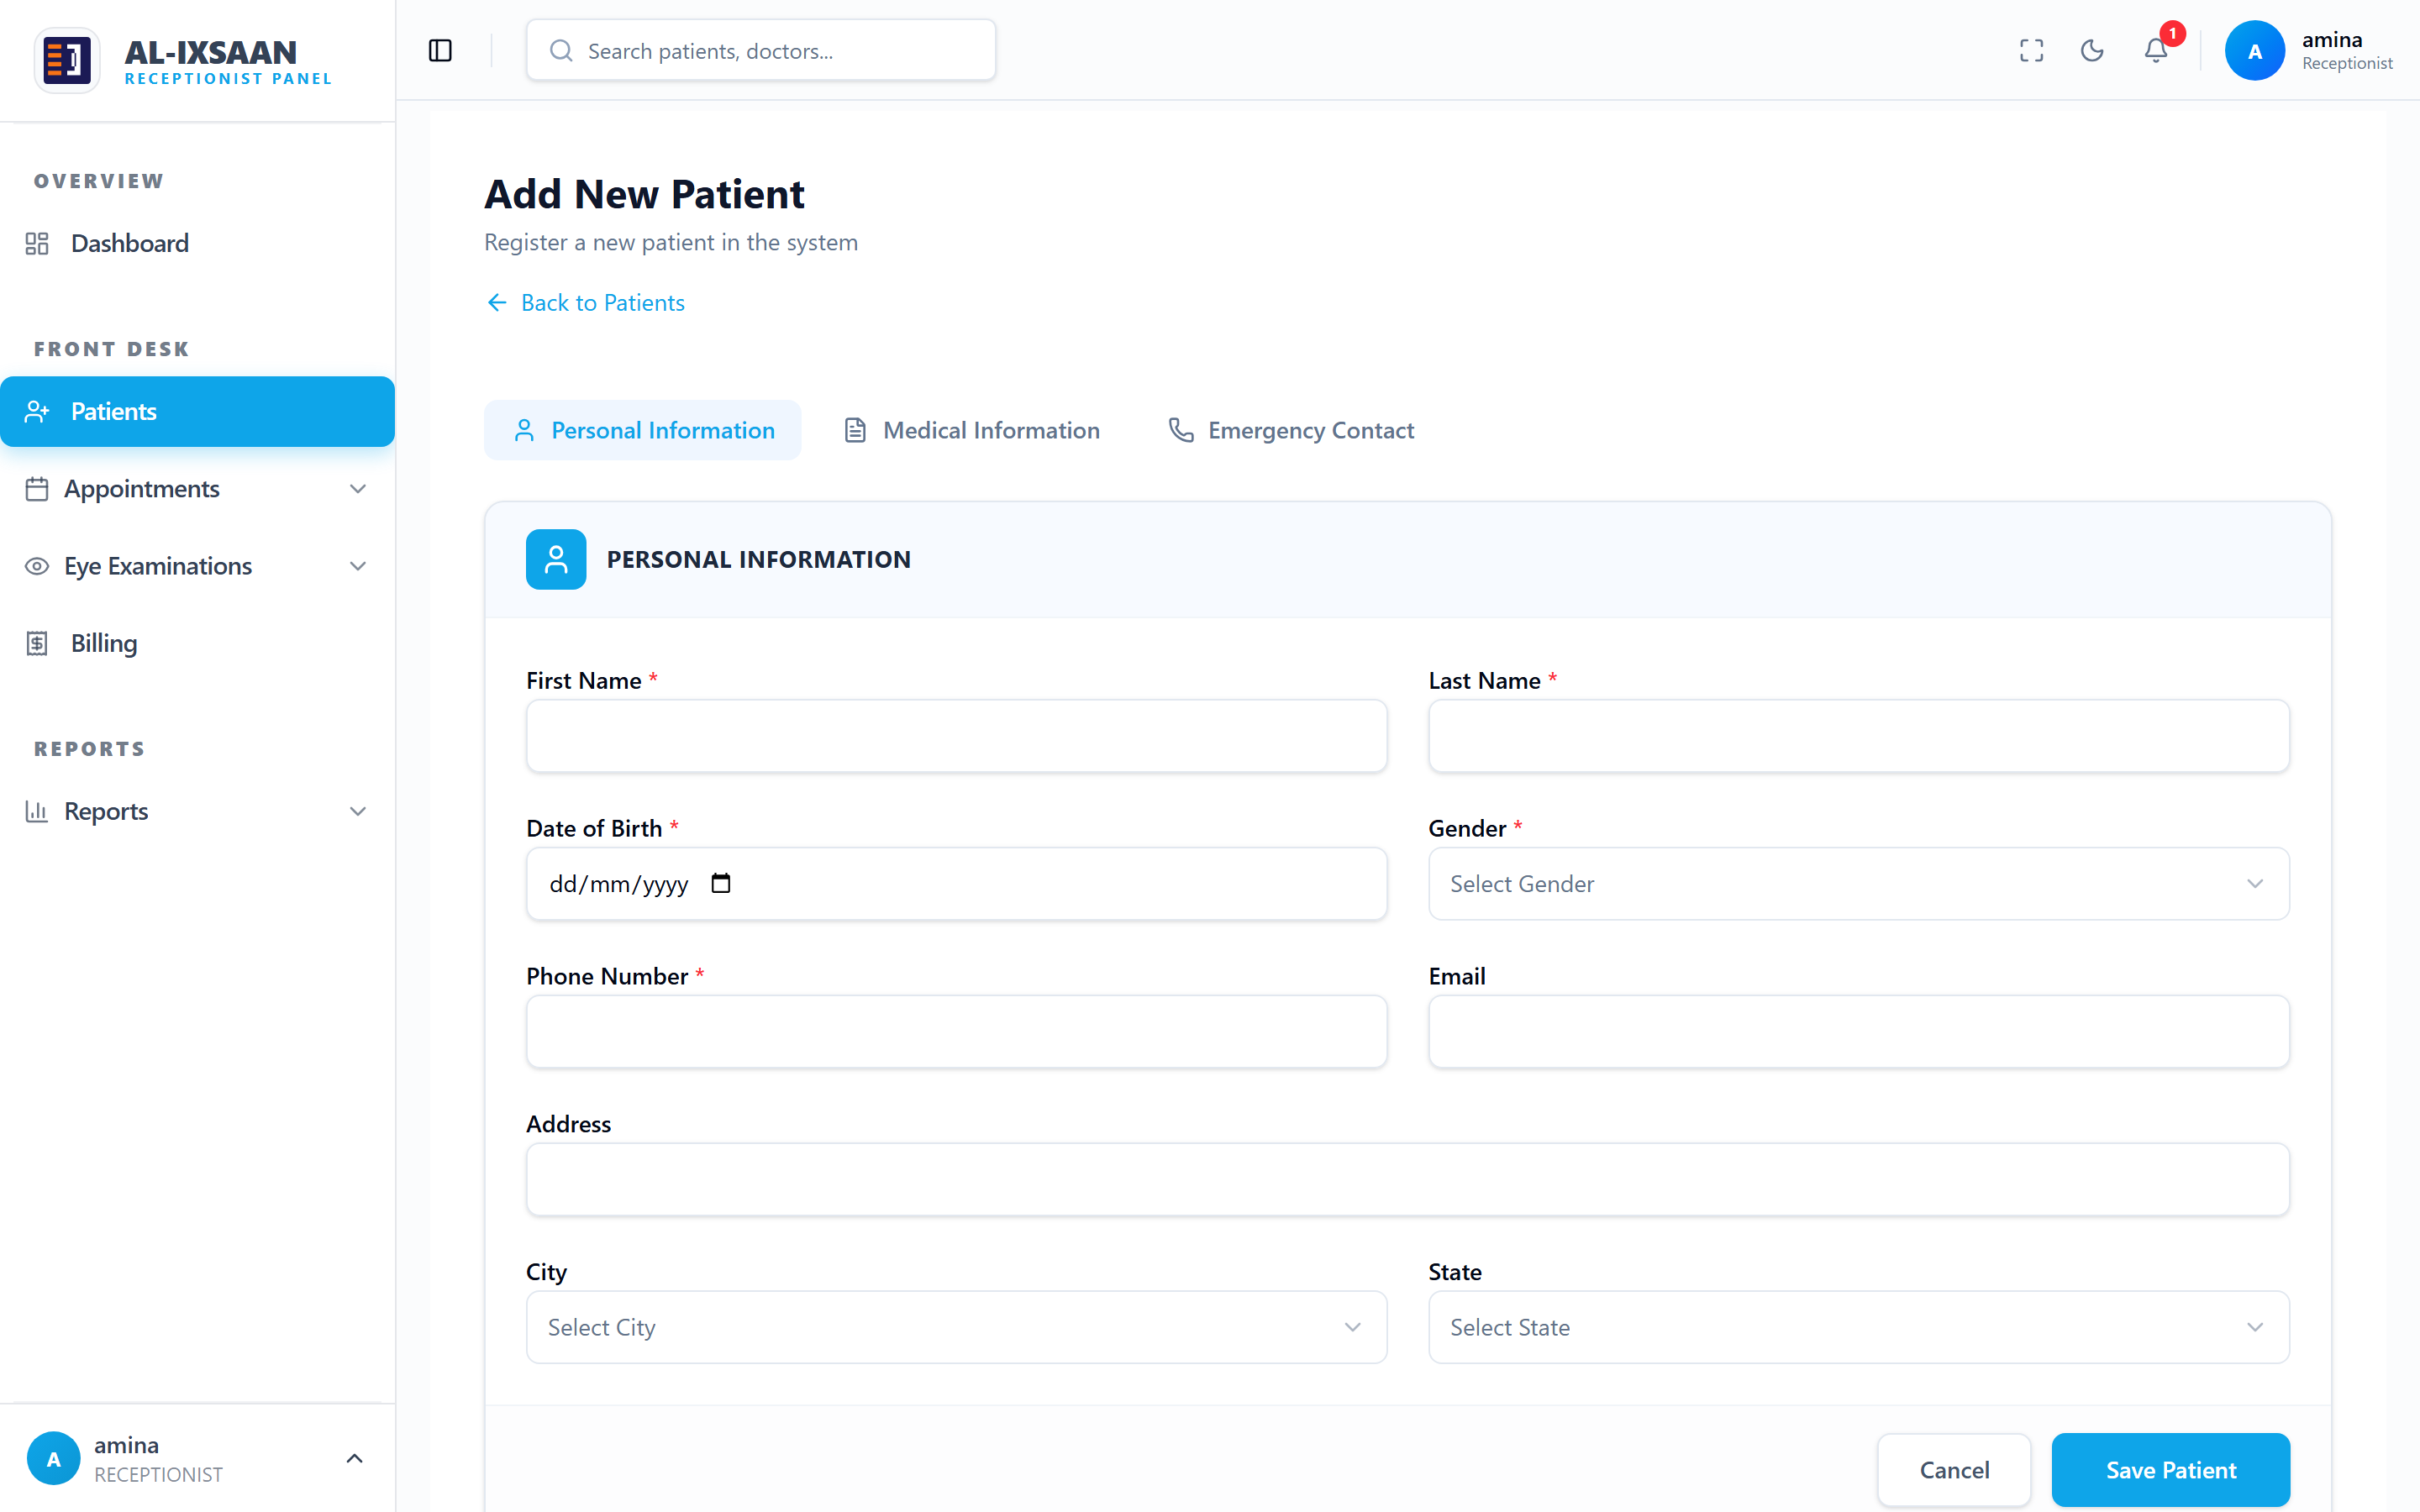 AL-IXSAAN
RECEPTIONIST PANEL
OVERVIEW
Dashboard
FRONT DESK
Patients
Appointments
Eye Examinations
Billing
REPORTS
Reports
amina
RECEPTIONIST
A
Search patients, doctors...
1
A
amina
Receptionist
Add New Patient
Register a new patient in the system
Back to Patients
Personal Information
Medical Information
Emergency Contact
PERSONAL INFORMATION
First Name *
Last Name *
Date of Birth *
dd/mm/yyyy
Gender *
Select Gender
Phone Number *
Email
Address
City
Select City
State
Select State
Cancel
Save Patient